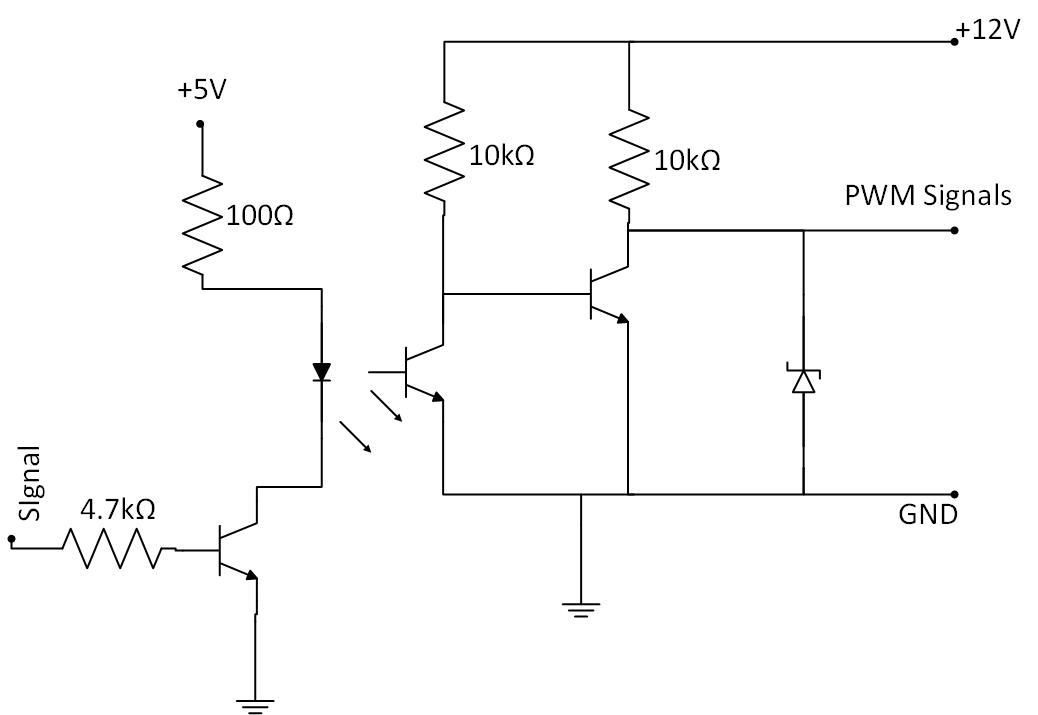 +12V
+5V
10kΩ
10kΩ
PWM Signals
100Ω
SIgnal
4.7kΩ
GND